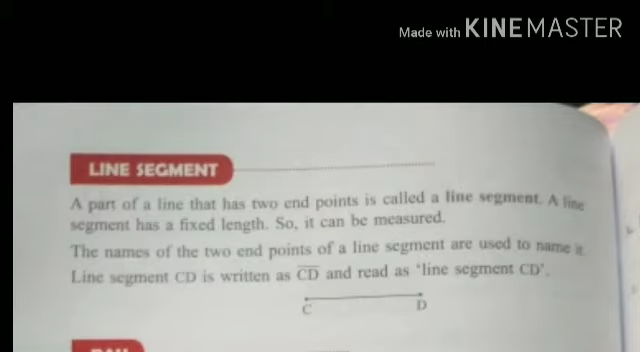 Made with KINEMASTER
LINE SEGMENT
A part of a line that has two end points is called a line segment. A line
segment has a fixed length. So, it can be measured.
The names of the two end points of a line segment are used to name it.
Line segment CD is written as C̅D̅ and read as ‘line segment CD’.
C D